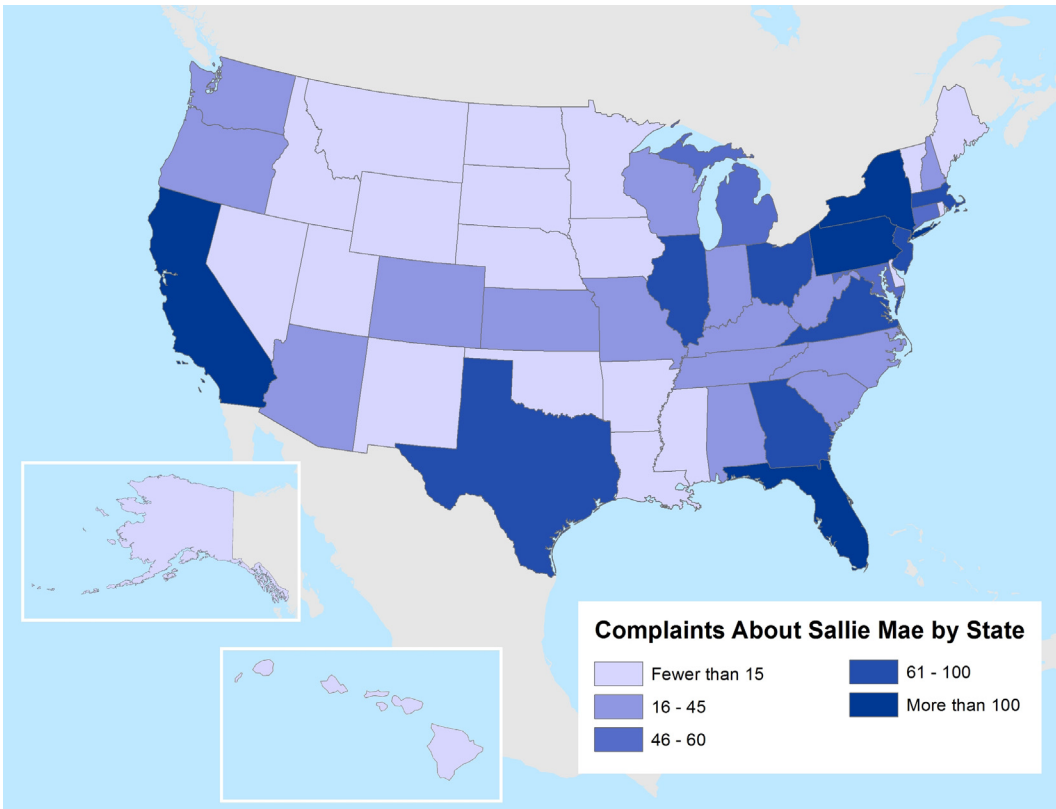 Complaints About Sallie Mae by State
Fewer than 15
16 - 45
46 - 60
61 - 100
More than 100